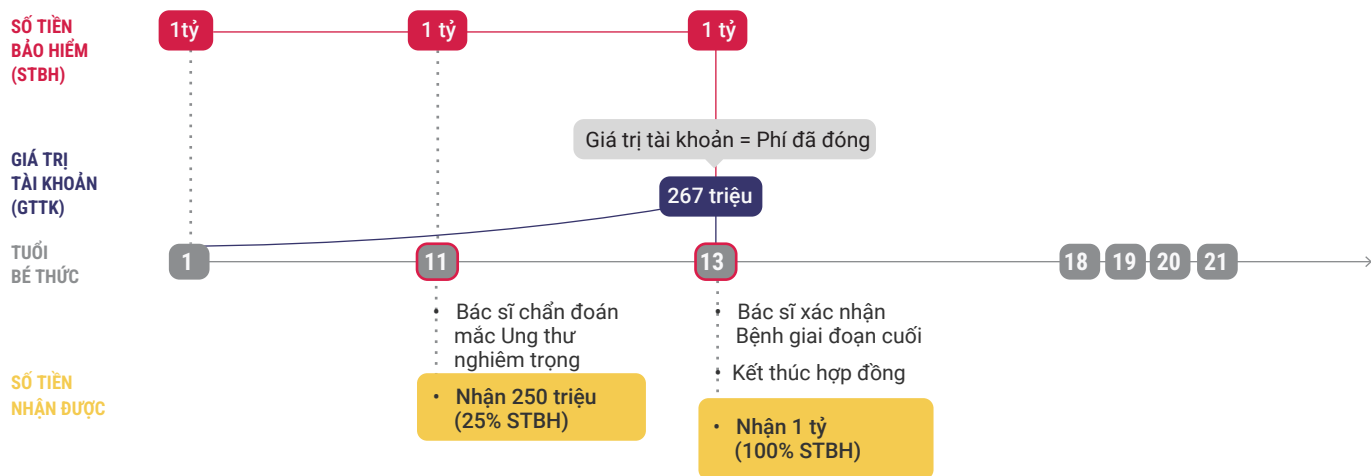 SỐ TIỀN
BẢO HIỂM
(STBH)
1tỷ
1 tỷ
1 tỷ
Giá trị tài khoản = Phí đã đóng
GIÁ TRỊ
TÀI KHOẢN
(GTTK)
267 triệu
TUỔI
BÉ THỨC
1
11
13
18
19
20
21
• Bác sĩ chẩn đoán
mắc Ung thư
nghiêm trọng
• Bác sĩ xác nhận
Bệnh giai đoạn cuối
• Kết thúc hợp đồng
SỐ TIỀN
NHẬN ĐƯỢC
• Nhận 250 triệu
(25% STBH)
• Nhận 1 tỷ
(100% STBH)